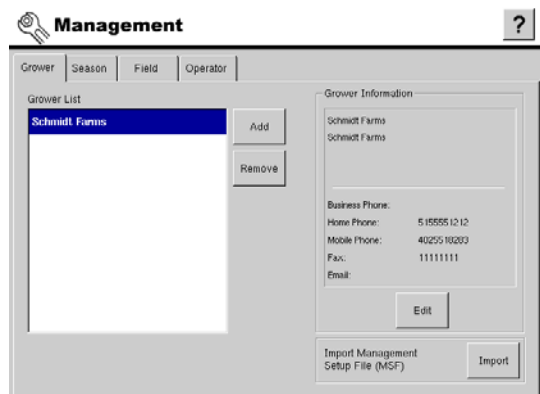 Management
?
Grower Season Field Operator
Grower List
Schmidt Farms
Add
Remove
Grower Information
Schmidt Farms
Schmidt Farms
Business Phone:
Home Phone: 5155551212
Mobile Phone: 4025518283
Fax: 11111111
Email:
Edit
Import Management
Setup File (MSF)
Import